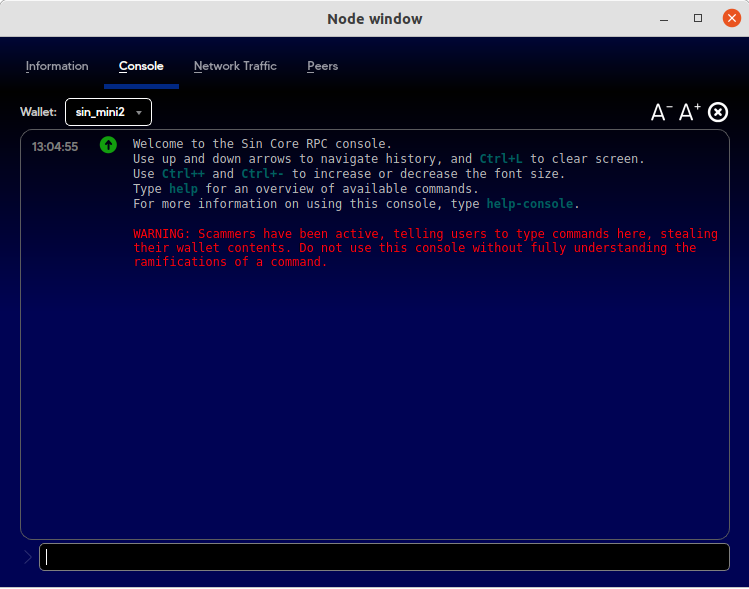 Node window
Information Console Network Traffic Peers
Wallet: sin_mini2 A- A+
13:04:55 Welcome to the Sin Core RPC console.
Use up and down arrows to navigate history, and Ctrl+L to clear screen.
Use Ctrl++ and Ctrl+- to increase or decrease the font size.
Type help for an overview of available commands.
For more information on using this console, type help-console.
WARNING: Scammers have been active, telling users to type commands here, stealing
their wallet contents. Do not use this console without fully understanding the
ramifications of a command.